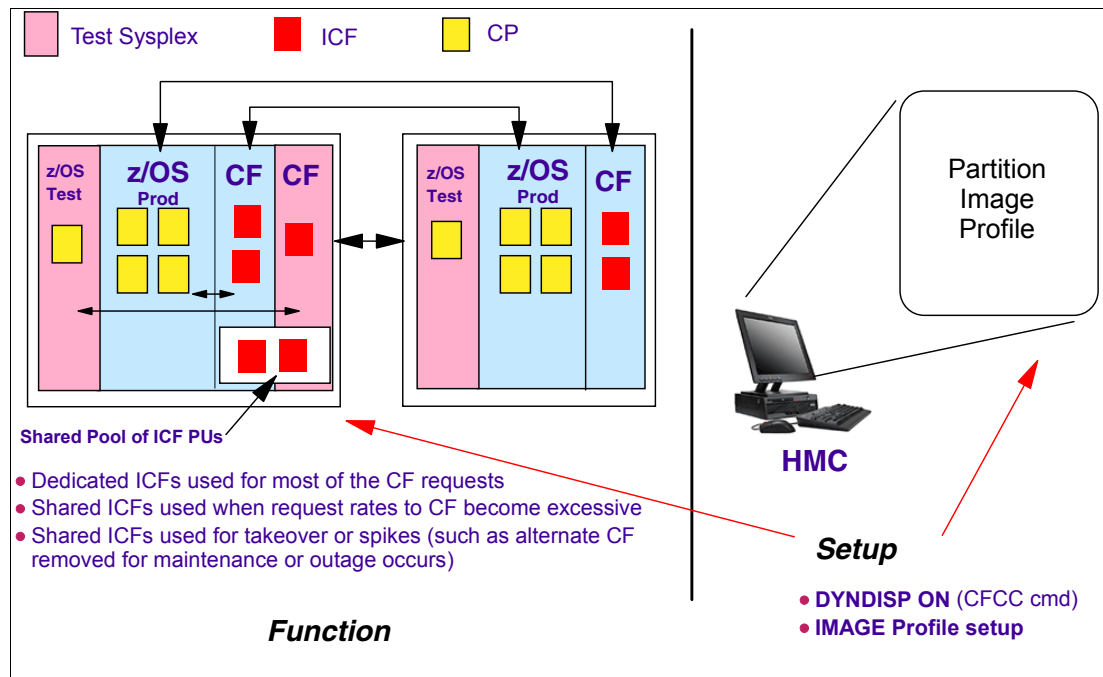 Test Sysplex
ICF
CP
z/OS
Test
z/OS
Prod
CF
CF
z/OS
Test
z/OS
Prod
CF
Shared Pool of ICF PUs
Dedicated ICFs used for most of the CF requests
Shared ICFs used when request rates to CF become excessive
Shared ICFs used for takeover or spikes (such as alternate CF
removed for maintenance or outage occurs)
Function
Partition
Image
Profile
HMC
Setup
DYNDISP ON (CFCC cmd)
IMAGE Profile setup